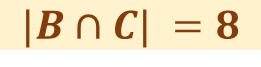 |B ∩ C| = 8